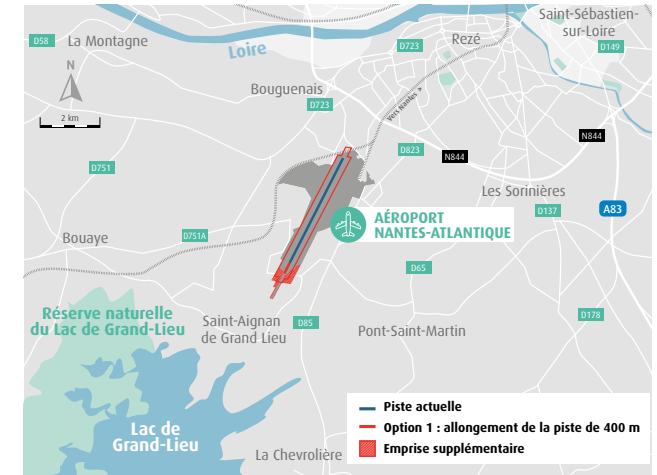 Saint-Sébastien-
sur-Loire
D58
La Montagne
Loire
D723
Rezé
D149
N
Bouguenais
D723
Vers Nantes
2 km
N844
D751
D823
N844
Les Sorinières
AÉROPORT
NANTES-ATLANTIQUE
D137
A83
Bouaye
D751A
D65
Réserve naturelle
du Lac de Grand-Lieu
Saint-Aignan
de Grand Lieu
D85
Pont-Saint-Martin
D178
Piste actuelle
Option 1 : allongement de la piste de 400 m
Emprise supplémentaire
Lac de
Grand-Lieu
La Chevrolière